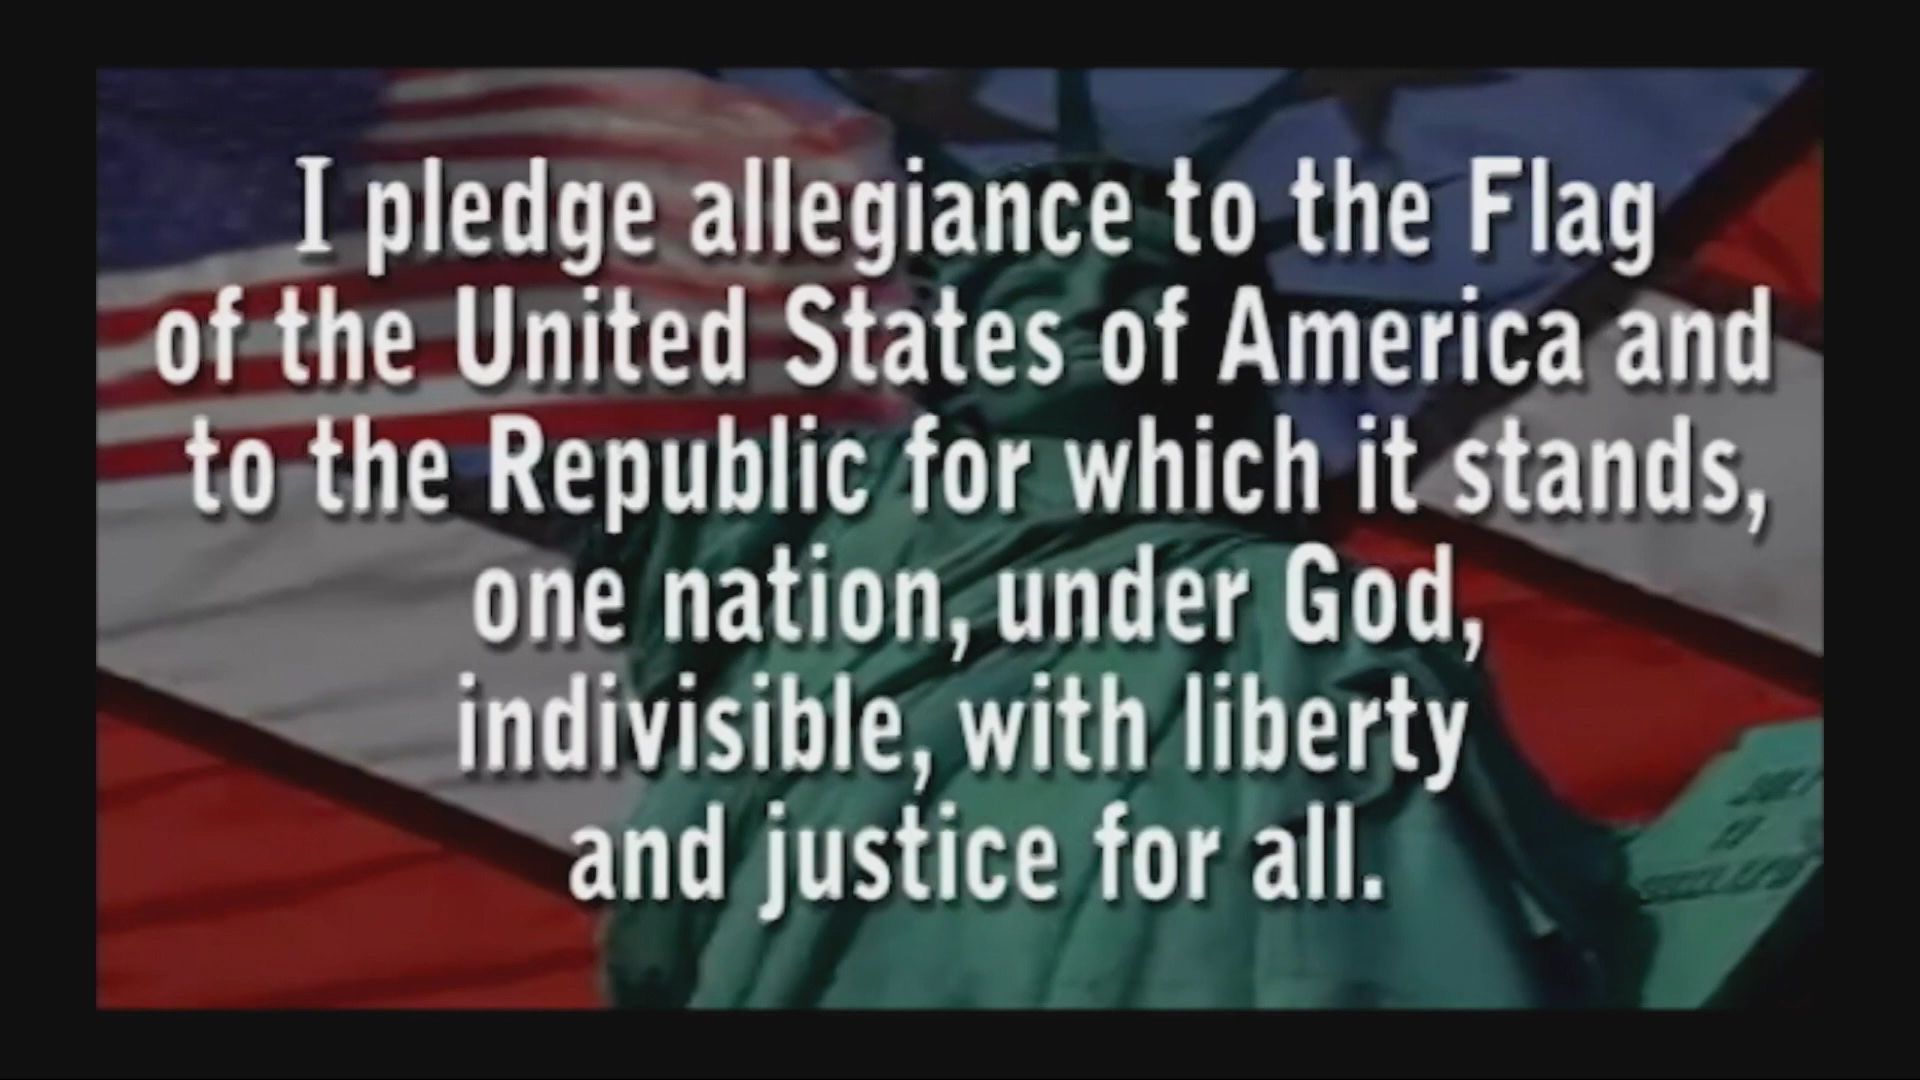 I pledge allegiance to the Flag
of the United States of America and
to the Republic for which it stands,
one nation, under God,
indivisible, with liberty
and justice for all.